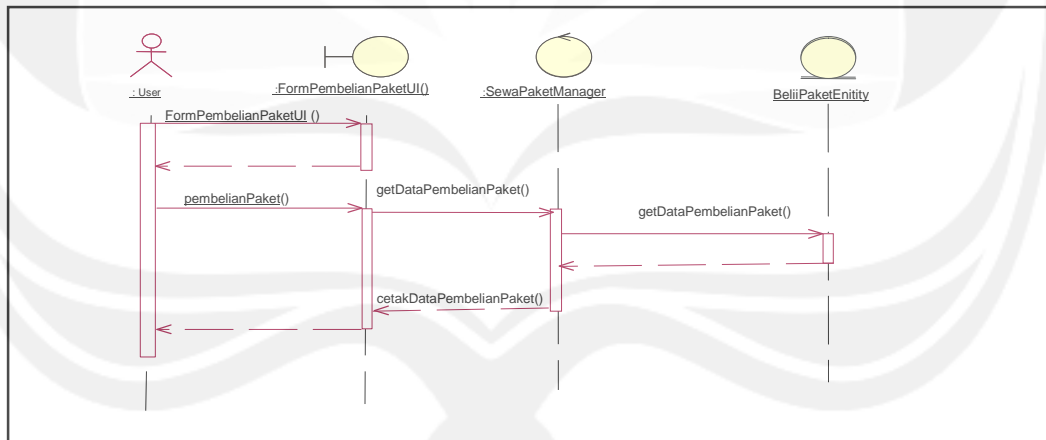 : User
:FormPembelianPaketUI()
:SewaPaketManager
BeliiPaketEnitity
FormPembelianPaketUI ()
pembelianPaket()
getDataPembelianPaket()
getDataPembelianPaket()
cetakDataPembelianPaket()